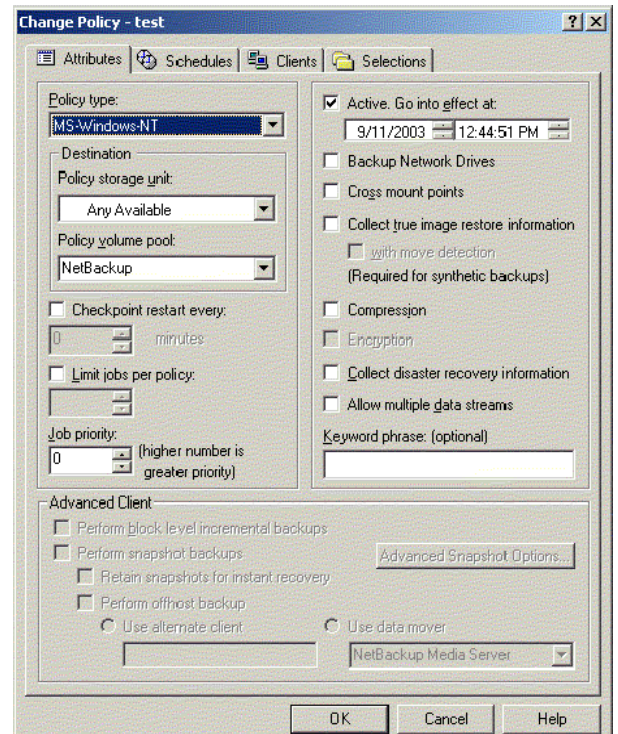 Change Policy - test
Attributes
Schedules
Clients
Selections
Policy type:
MS-Windows-NT
Destination
Policy storage unit:
Any Available
Policy volume pool:
NetBackup
Checkpoint restart every:
0 minutes
Limit jobs per policy:
Job priority:
0 (higher number is
greater priority)
Active. Go into effect at:
9/11/2003 12:44:51 PM
Backup Network Drives
Cross mount points
Collect true image restore information
with move detection
(Required for synthetic backups)
Compression
Encryption
Collect disaster recovery information
Allow multiple data streams
Keyword phrase: (optional)
Advanced Client
Perform block level incremental backups
Perform snapshot backups
Advanced Snapshot Options...
Retain snapshots for instant recovery
Perform offhost backup
Use alternate client
Use data mover
NetBackup Media Server
OK
Cancel
Help